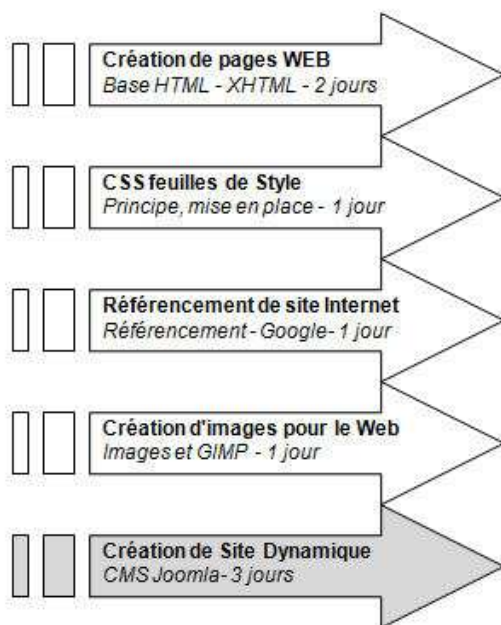 Création de pages WEB
Base HTML - XHTML - 2 jours
CSS feuilles de Style
Principe, mise en place - 1 jour
Référencement de site Internet
Référencement - Google- 1 jour
Création d'images pour le Web
Images et GIMP - 1 jour
Création de Site Dynamique
CMS Joomla- 3 jours